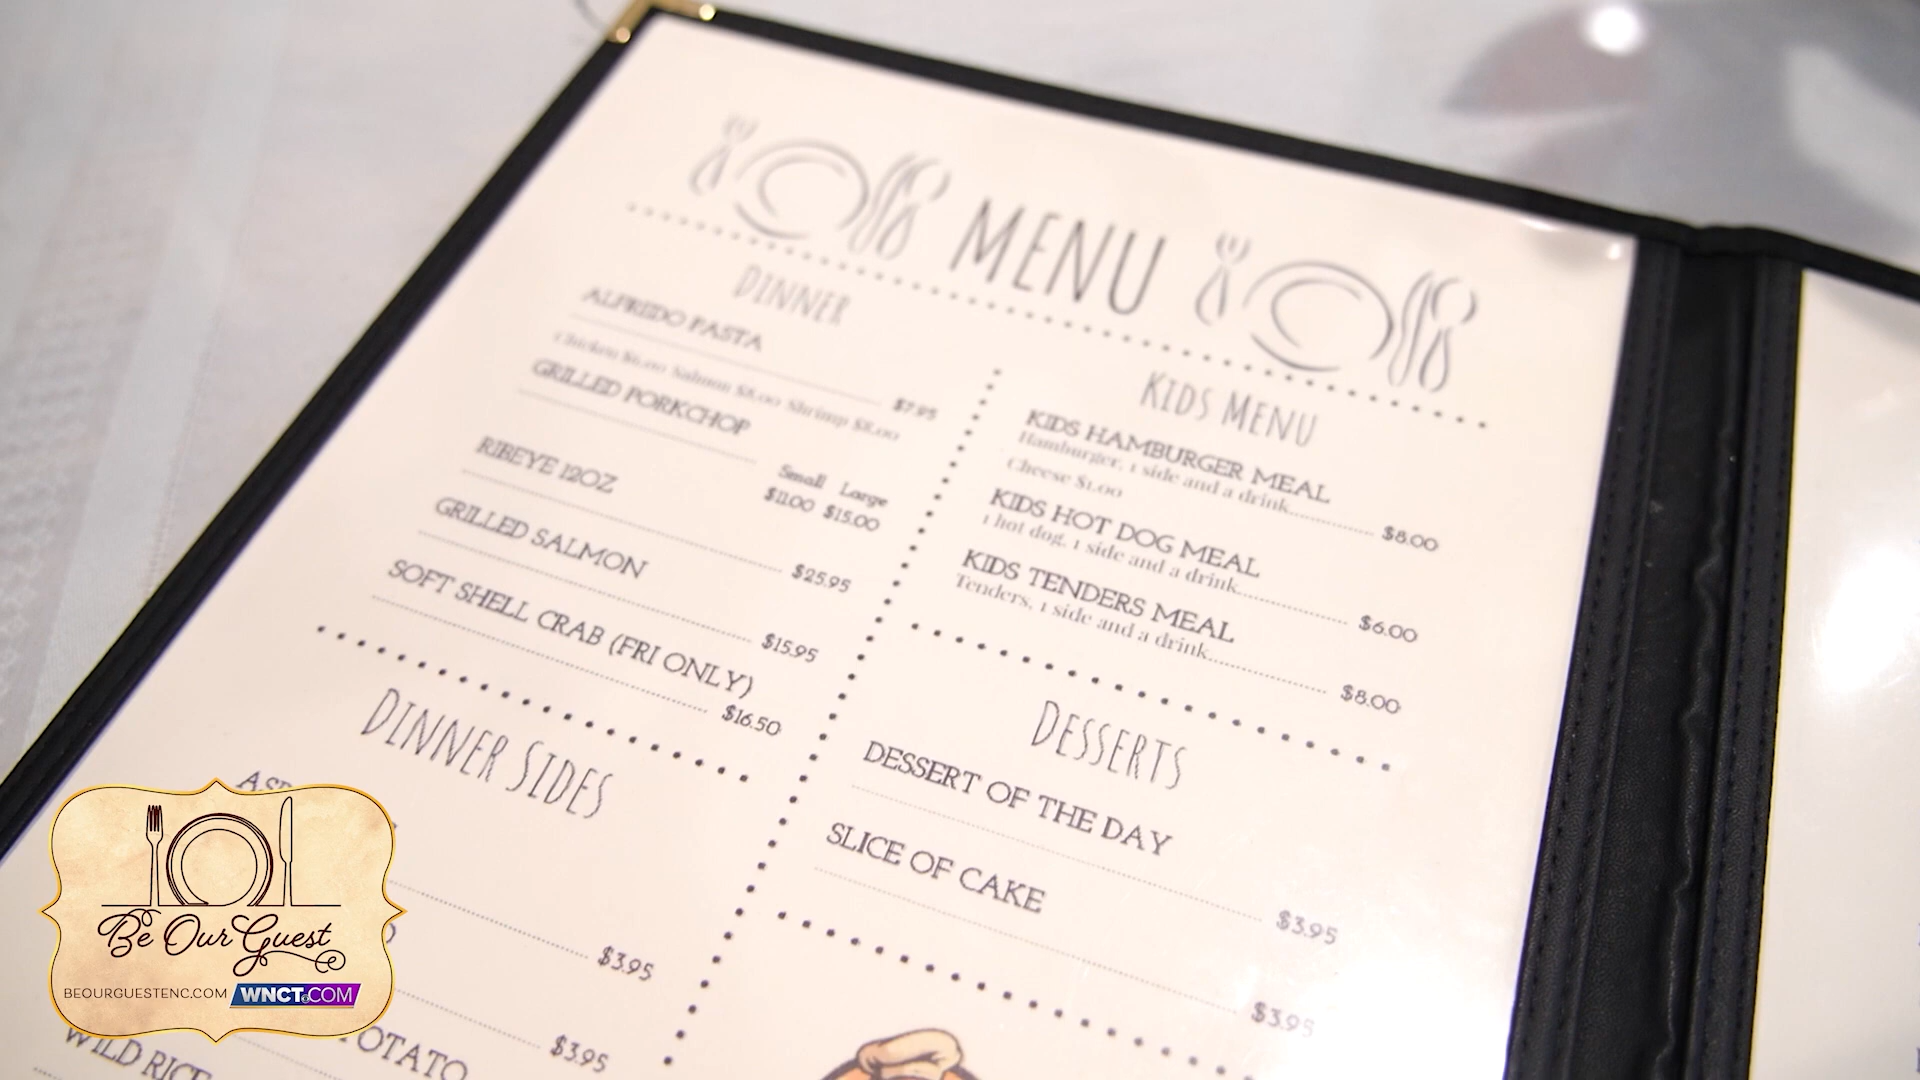 MENU
DINNER
ALFREDO PASTA
$7.95
Chicken $6.00 Salmon $8.00 Shrimp $8.00
GRILLED PORKCHOP
Small Large
$11.00 $15.00
RIBEYE 12OZ
$25.95
GRILLED SALMON
$15.95
SOFT SHELL CRAB (FRI ONLY)
$16.50
DINNER SIDES
$3.95
$3.95
WILD RICE
KIDS MENU
KIDS HAMBURGER MEAL
Hamburger, 1 side and a drink $8.00
Cheese $1.00
KIDS HOT DOG MEAL
1 hot dog, 1 side and a drink $6.00
KIDS TENDERS MEAL
Tenders, 1 side and a drink $8.00
DESSERTS
DESSERT OF THE DAY
$3.95
SLICE OF CAKE
$3.95
Be Our Guest
BEOURGUESTENC.COM WNCT.COM